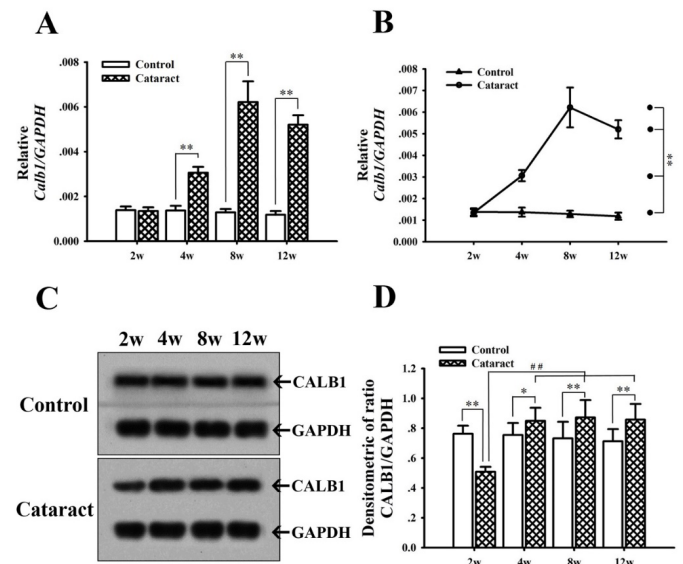 A
Relative
Calb1/GAPDH
.008
.006
.004
.002
0.000
Control
Cataract
**
**
**
2w
4w
8w
12w
B
Relative
Calb1/GAPDH
.008
.007
.006
.005
.004
.003
.002
.001
0.000
Control
Cataract
**
2w
4w
8w
12w
C
2w 4w 8w 12w
Control
CALB1
GAPDH
Cataract
CALB1
GAPDH
D
Densitometric of ratio
CALB1/GAPDH
1.2
1.0
.8
.6
.4
.2
0.0
Control
Cataract
##
**
*
**
**
2w
4w
8w
12w